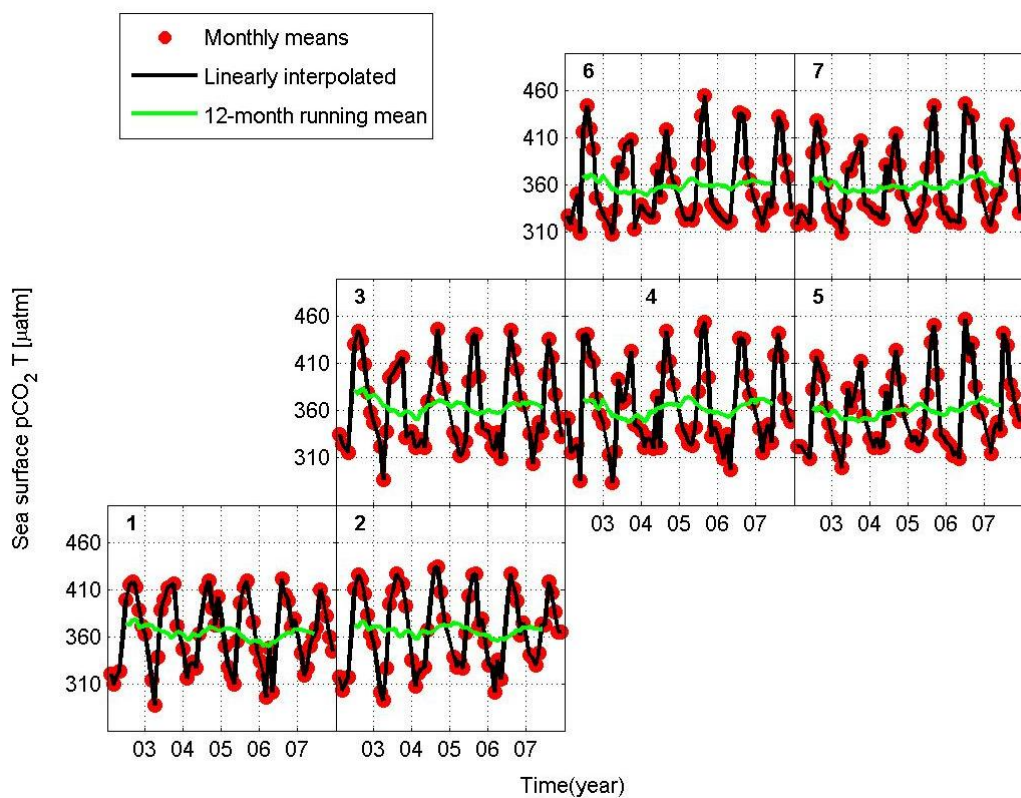 Monthly means
Linearly interpolated
12-month running mean
6 7
460
410
360
310
3 4 5
460
410
360
310
03 04 05 06 07 03 04 05 06 07
1 2
460
410
360
310
03 04 05 06 07 03 04 05 06 07
Sea surface pCO₂ T [µatm]
Time(year)